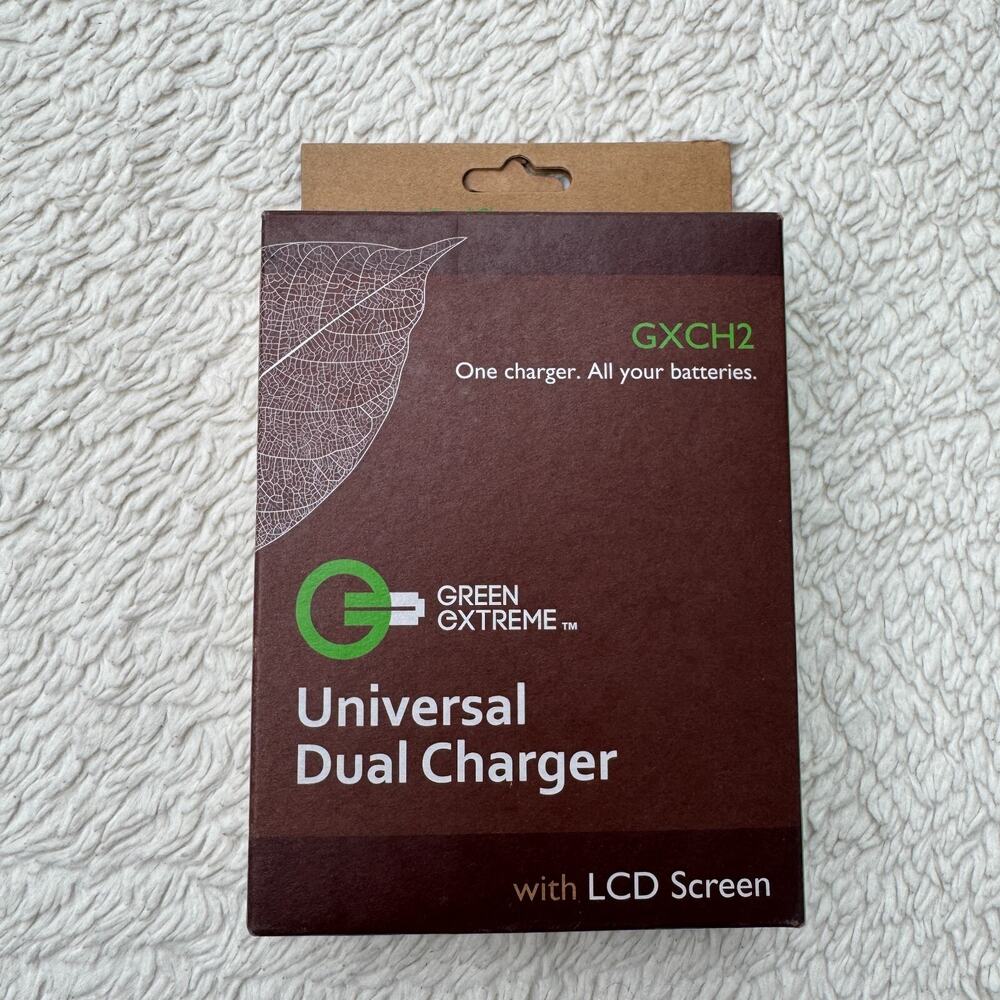 GXCH2
One charger. All your batteries.
GREEN
eXTREME™
Universal
Dual Charger
with LCD Screen